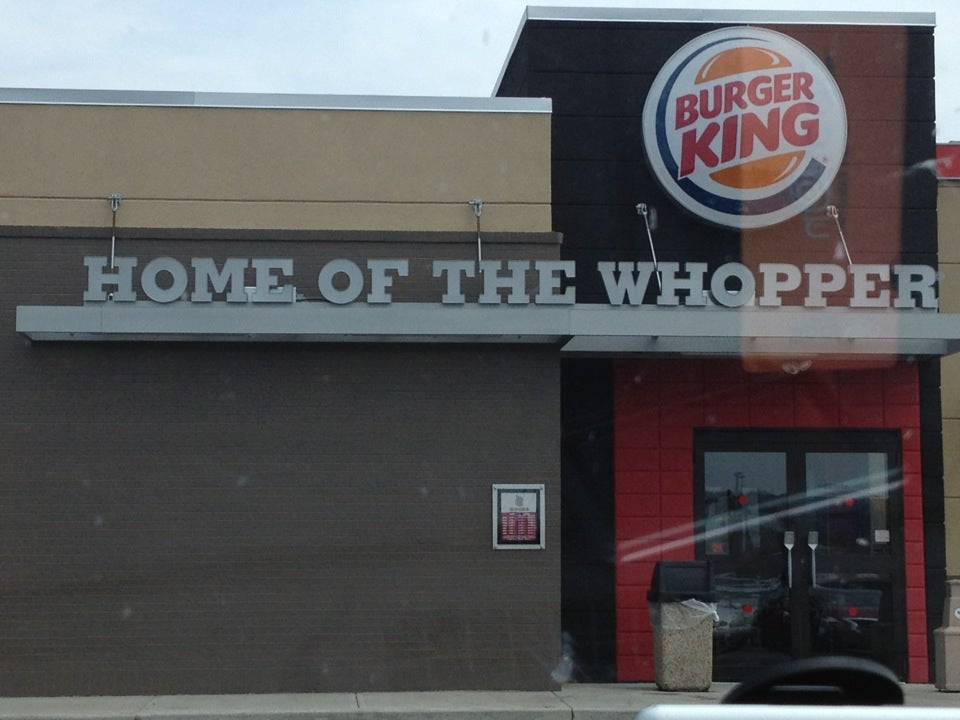 BURGER
KING
HOME OF THE WHOPPER